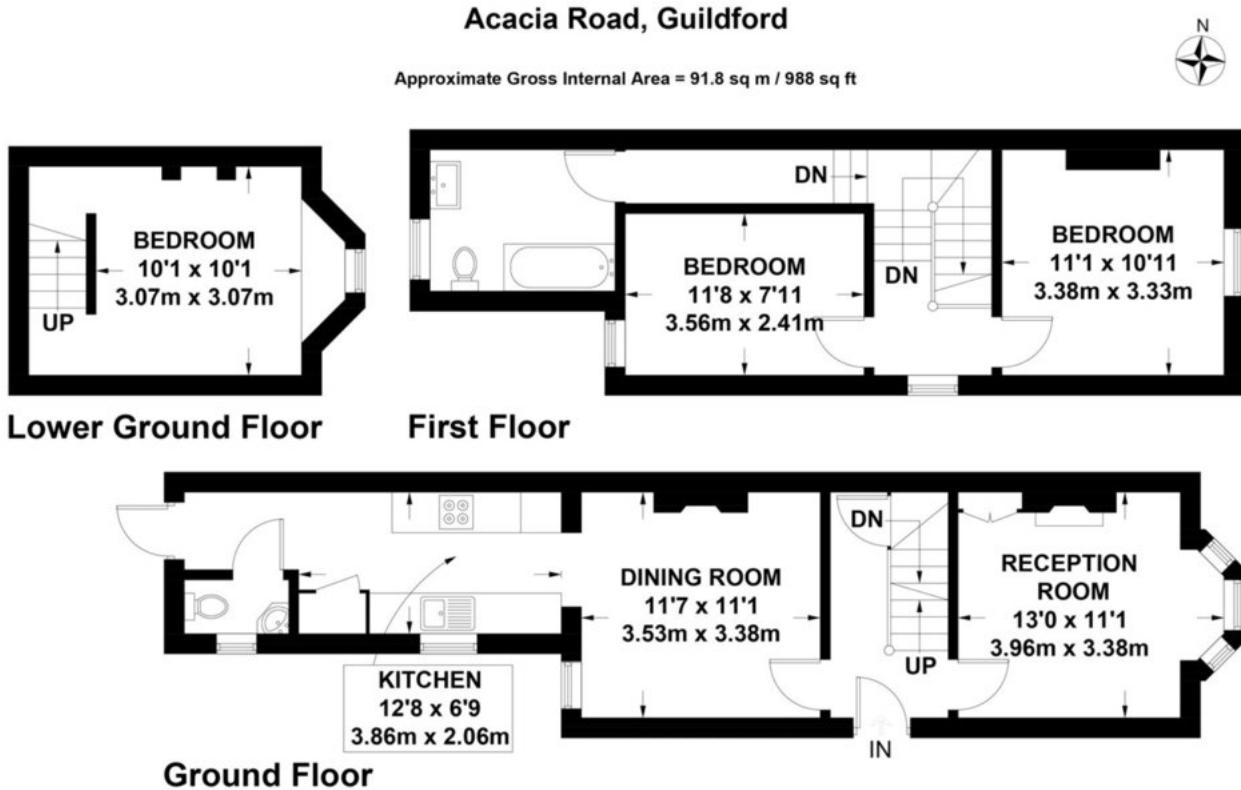 Acacia Road, Guildford
N
Approximate Gross Internal Area = 91.8 sq m / 988 sq ft
BEDROOM
10'1 x 10'1
3.07m x 3.07m
UP
Lower Ground Floor
DN
DN
BEDROOM
11'8 x 7'11
3.56m x 2.41m
BEDROOM
11'1 x 10'11
3.38m x 3.33m
First Floor
KITCHEN
12'8 x 6'9
3.86m x 2.06m
DINING ROOM
11'7 x 11'1
3.53m x 3.38m
DN
UP
IN
RECEPTION
ROOM
13'0 x 11'1
3.96m x 3.38m
Ground Floor